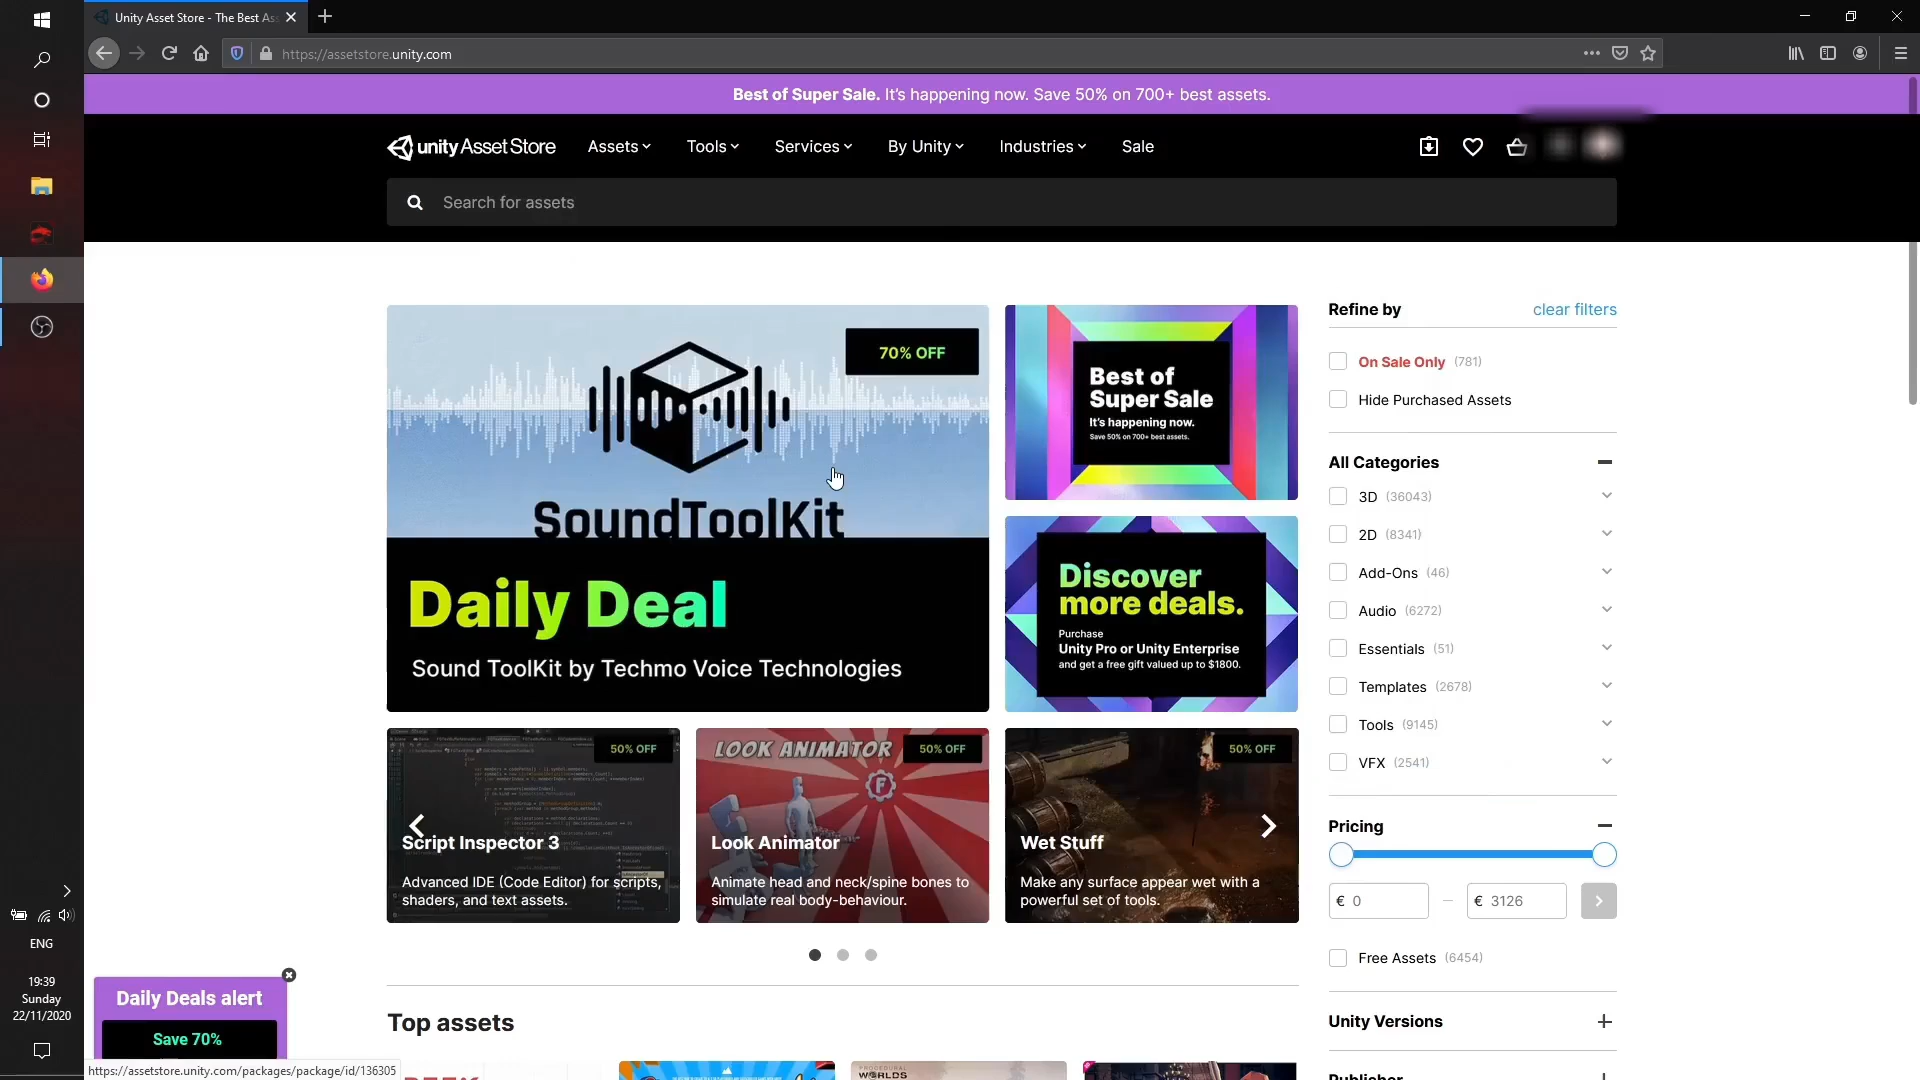 Unity Asset Store - The Best As
https://assetstore.unity.com
Best of Super Sale. It's happening now. Save 50% on 700+ best assets.
unity Asset Store
Assets
Tools
Services
By Unity
Industries
Sale
Search for assets
70% OFF
SoundToolKit
Daily Deal
Sound ToolKit by Techmo Voice Technologies
Best of
Super Sale
It's happening now.
Save 50% on 700+ best assets.
Discover
more deals.
Purchase
Unity Pro or Unity Enterprise
and get a free gift valued up to $1800.
50% OFF
Script Inspector 3
Advanced IDE (Code Editor) for scripts,
shaders, and text assets.
LOOK ANIMATOR
50% OFF
Look Animator
Animate head and neck/spine bones to
simulate real body-behaviour.
50% OFF
Wet Stuff
Make any surface appear wet with a
powerful set of tools.
Top assets
PROCEDURAL
WORLDS
Refine by
clear filters
On Sale Only (781)
Hide Purchased Assets
All Categories
3D (36043)
2D (8341)
Add-Ons (46)
Audio (6272)
Essentials (51)
Templates (2678)
Tools (9145)
VFX (2541)
Pricing
€ 0
€ 3126
Free Assets (6454)
Unity Versions
Publisher
ENG
19:39
Sunday
22/11/2020
Daily Deals alert
Save 70%
https://assetstore.unity.com/packages/package/id/136305